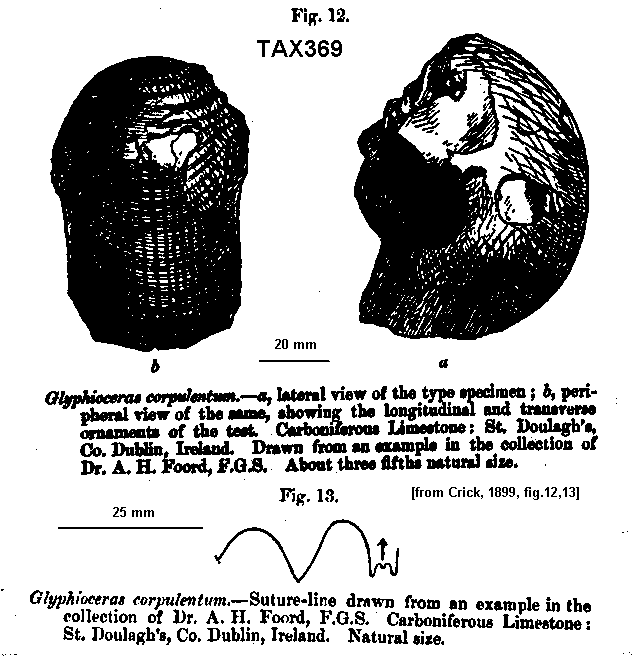 Fig. 12.
TAX369
20 mm
b
a
Glyphioceras corpulentum.—a, lateral view of the type specimen; b, peri-
pheral view of the same, showing the longitudinal and transverse
ornaments of the test. Carboniferous Limestone: St. Doulagh's,
Co. Dublin, Ireland. Drawn from an example in the collection of
Dr. A. H. Foord, F.G.S. About three fifths natural size.
Fig. 13.
[from Crick, 1899, fig.12,13]
25 mm
Glyphioceras corpulentum.—Suture-line drawn from an example in the
collection of Dr. A. H. Foord, F.G.S. Carboniferous Limestone:
St. Doulagh's, Co. Dublin, Ireland. Natural size.